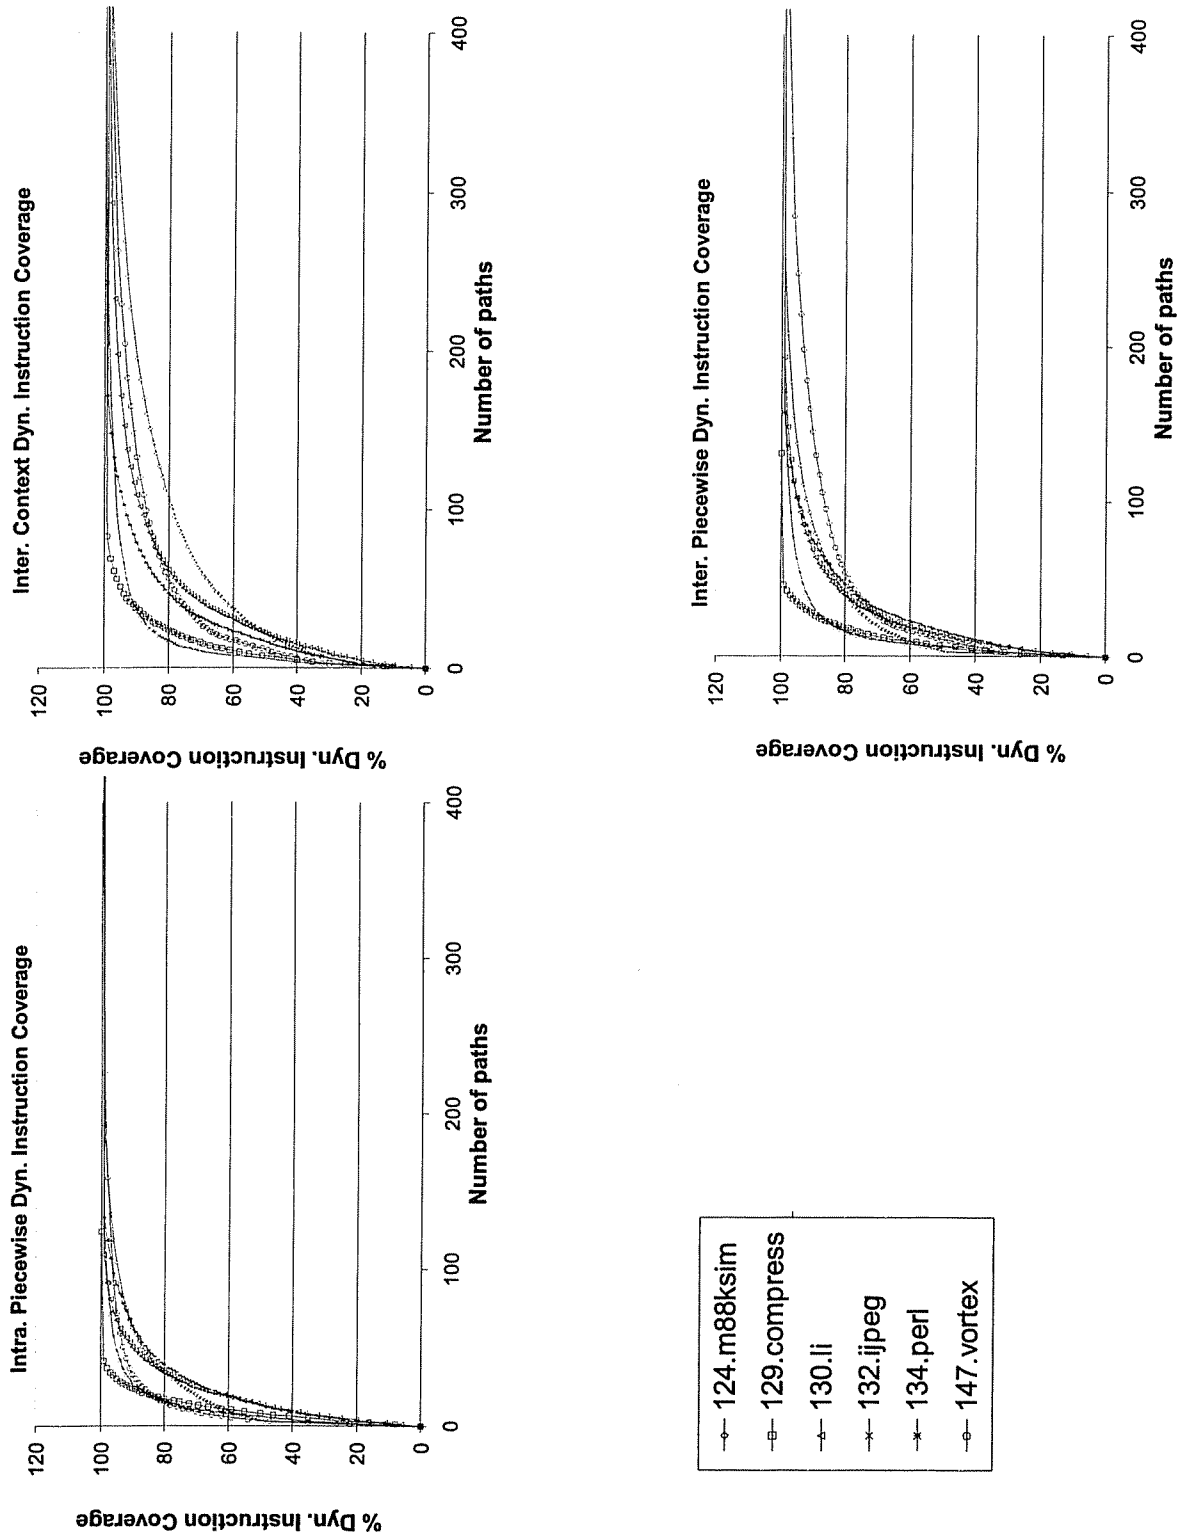 Intra. Piecewise Dyn. Instruction Coverage
% Dyn. Instruction Coverage
120
100
80
60
40
20
0
0
100
200
300
400
Number of paths
Inter. Context Dyn. Instruction Coverage
% Dyn. Instruction Coverage
120
100
80
60
40
20
0
0
100
200
300
400
Number of paths
124.m88ksim
129.compress
130.li
132.ijpeg
134.perl
147.vortex
Inter. Piecewise Dyn. Instruction Coverage
% Dyn. Instruction Coverage
120
100
80
60
40
20
0
0
100
200
300
400
Number of paths